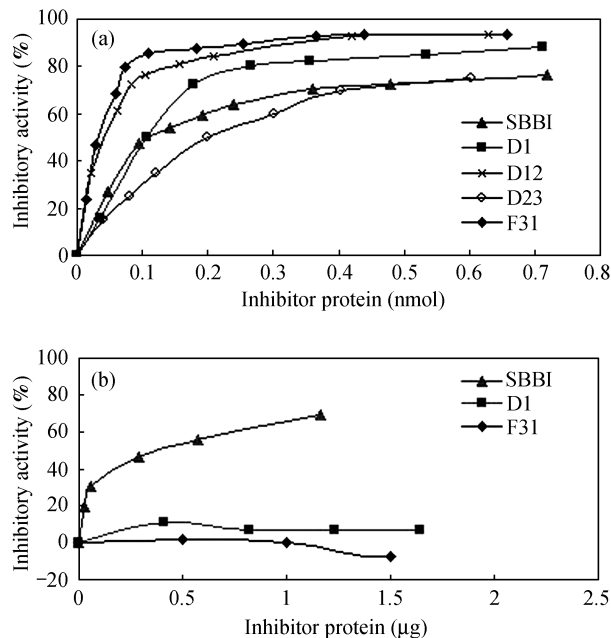 (a)
Inhibitory activity (%)
100
80
60
40
20
0
SBBI
D1
D12
D23
F31
0 0.1 0.2 0.3 0.4 0.5 0.6 0.7 0.8
Inhibitor protein (nmol)
(b)
Inhibitory activity (%)
100
80
60
40
20
0
−20
SBBI
D1
F31
0 0.5 1 1.5 2 2.5
Inhibitor protein (μg)